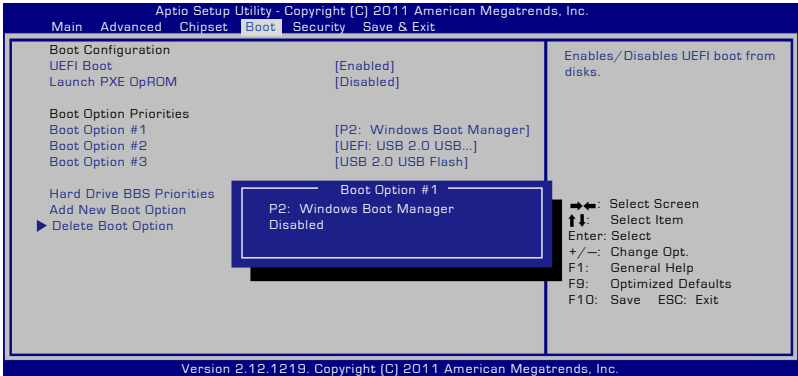 Aptio Setup Utility - Copyright (C) 2011 American Megatrends, Inc.
Main Advanced Chipset Boot Security Save & Exit
Boot Configuration
UEFI Boot [Enabled]
Launch PXE OpROM [Disabled]
Boot Option Priorities
Boot Option #1 [P2: Windows Boot Manager]
Boot Option #2 [UEFI: USB 2.0 USB...]
Boot Option #3 [USB 2.0 USB Flash]
Hard Drive BBS Priorities
Add New Boot Option
Delete Boot Option
Boot Option #1
P2: Windows Boot Manager
Disabled
Enables/Disables UEFI boot from
disks.
→←: Select Screen
↑↓: Select Item
Enter: Select
+/—: Change Opt.
F1: General Help
F9: Optimized Defaults
F10: Save ESC: Exit
Version 2.12.1219. Copyright (C) 2011 American Megatrends, Inc.